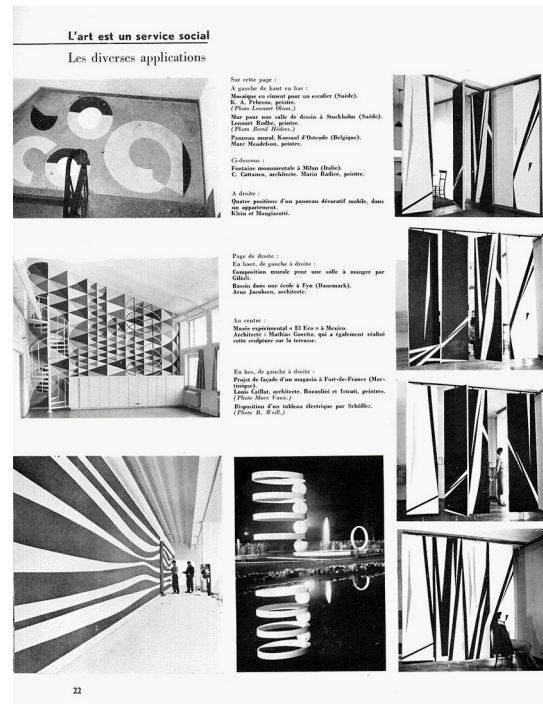 L'art est un service social
Les diverses applications
Sur cette page :
A gauche de haut en bas :
Mosaïque en ciment pour un escalier (Suède).
K. A. Pehrson, peintre.
(Photo Lennart Olson.)
Mur pour une salle de dessin à Stockholm (Suède).
Lennart Rodhe, peintre.
(Photo Bertil Höders.)
Panneau mural, Kursaal d'Ostende (Belgique).
Marc Mendelson, peintre.
Ci-dessous :
Fontaine monumentale à Milan (Italie).
C. Cattaneo, architecte. Mario Radice, peintre.
A droite :
Quatre positions d'un panneau décoratif mobile, dans
un appartement.
Klein et Mangiarotti.
Page de droite :
En haut, de gauche à droite :
Composition murale pour une salle à manger par
Gilioli.
Bassin dans une école à Fyn (Danemark).
Arne Jacobsen, architecte.
Au centre :
Musée expérimental « El Eco » à Mexico.
Architecte : Mathias Goeritz, qui a également réalisé
cette sculpture sur la terrasse.
En bas, de gauche à droite :
Projet de façade d'un magasin à Fort-de-France (Mar-
tinique).
Louis Caillat, architecte. Bozzolini et Istrati, peintres.
(Photo Marc Vaux.)
Disposition d'un tableau électrique par Schöffer.
(Photo R. Weill.)
22